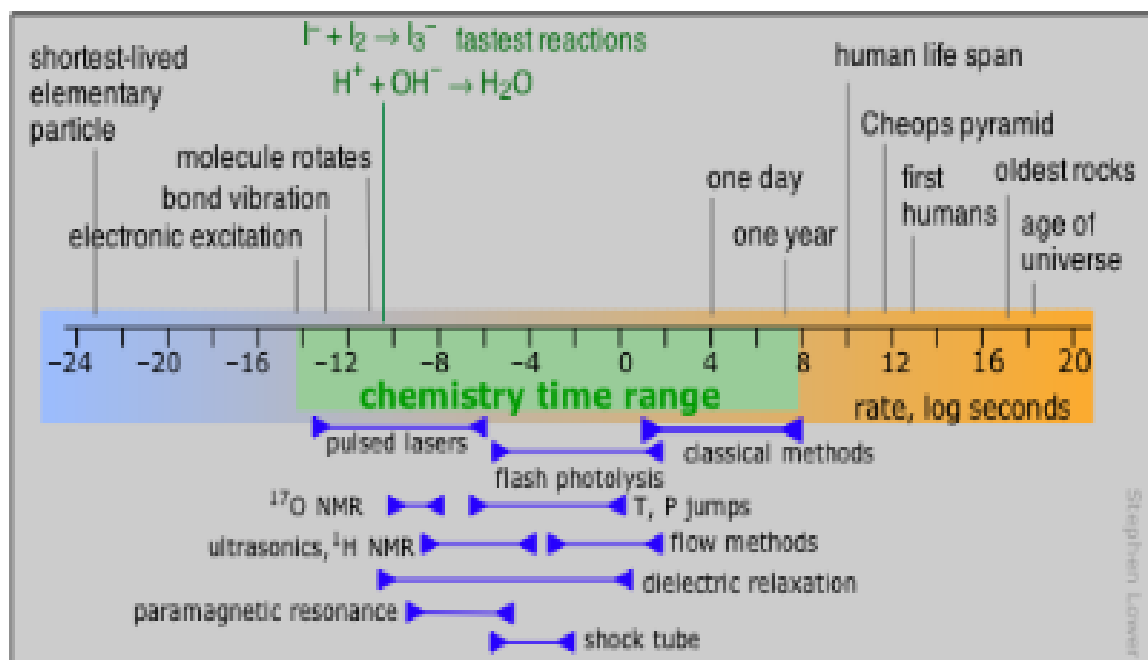 I⁻ + I₂ → I₃⁻ fastest reactions
H⁺ + OH⁻ → H₂O
shortest-lived
elementary
particle
molecule rotates
bond vibration
electronic excitation
human life span
Cheops pyramid
one day
first
humans
oldest rocks
one year
age of
universe
-24 -20 -16 -12 -8 -4 0 4 8 12 16 20
chemistry time range
rate, log seconds
pulsed lasers
classical methods
flash photolysis
¹⁷O NMR
T, P jumps
ultrasonics, ¹H NMR
flow methods
dielectric relaxation
paramagnetic resonance
shock tube
Stephen Lower